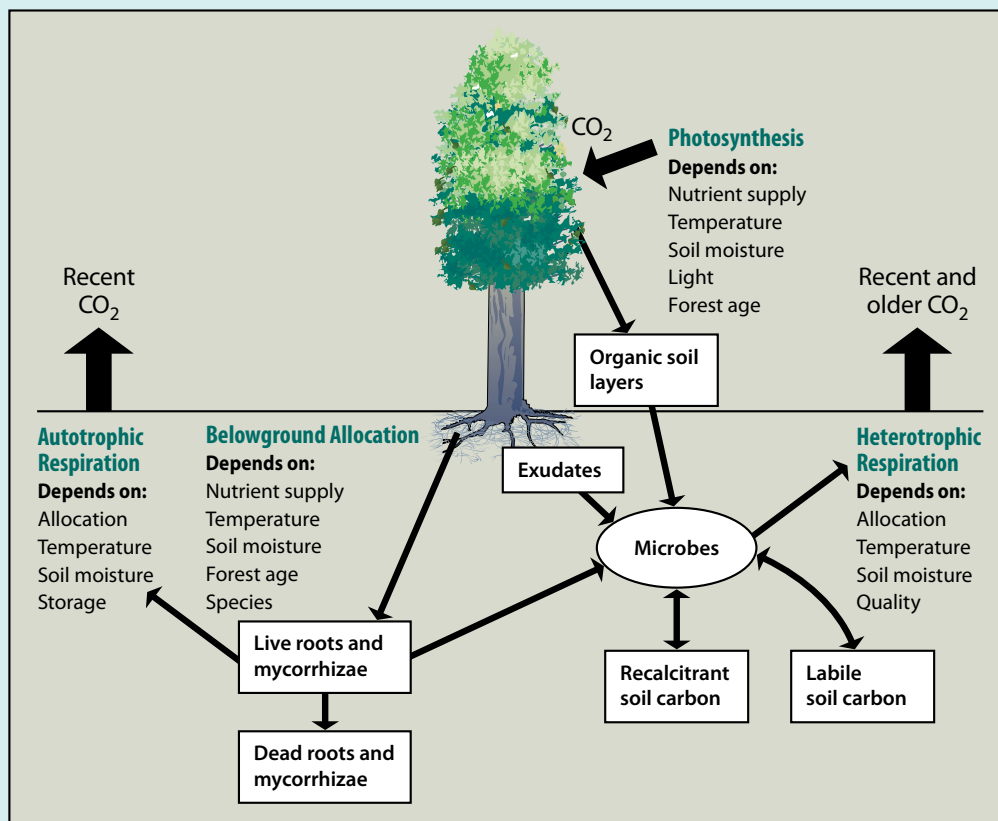 CO₂
Photosynthesis
Depends on:
Nutrient supply
Temperature
Soil moisture
Light
Forest age
Recent
CO₂
Recent and
older CO₂
Organic soil
layers
Autotrophic
Respiration
Depends on:
Allocation
Temperature
Soil moisture
Storage
Belowground Allocation
Depends on:
Nutrient supply
Temperature
Soil moisture
Forest age
Species
Exudates
Heterotrophic
Respiration
Depends on:
Allocation
Temperature
Soil moisture
Quality
Microbes
Live roots and
mycorrhizae
Recalcitrant
soil carbon
Labile
soil carbon
Dead roots and
mycorrhizae